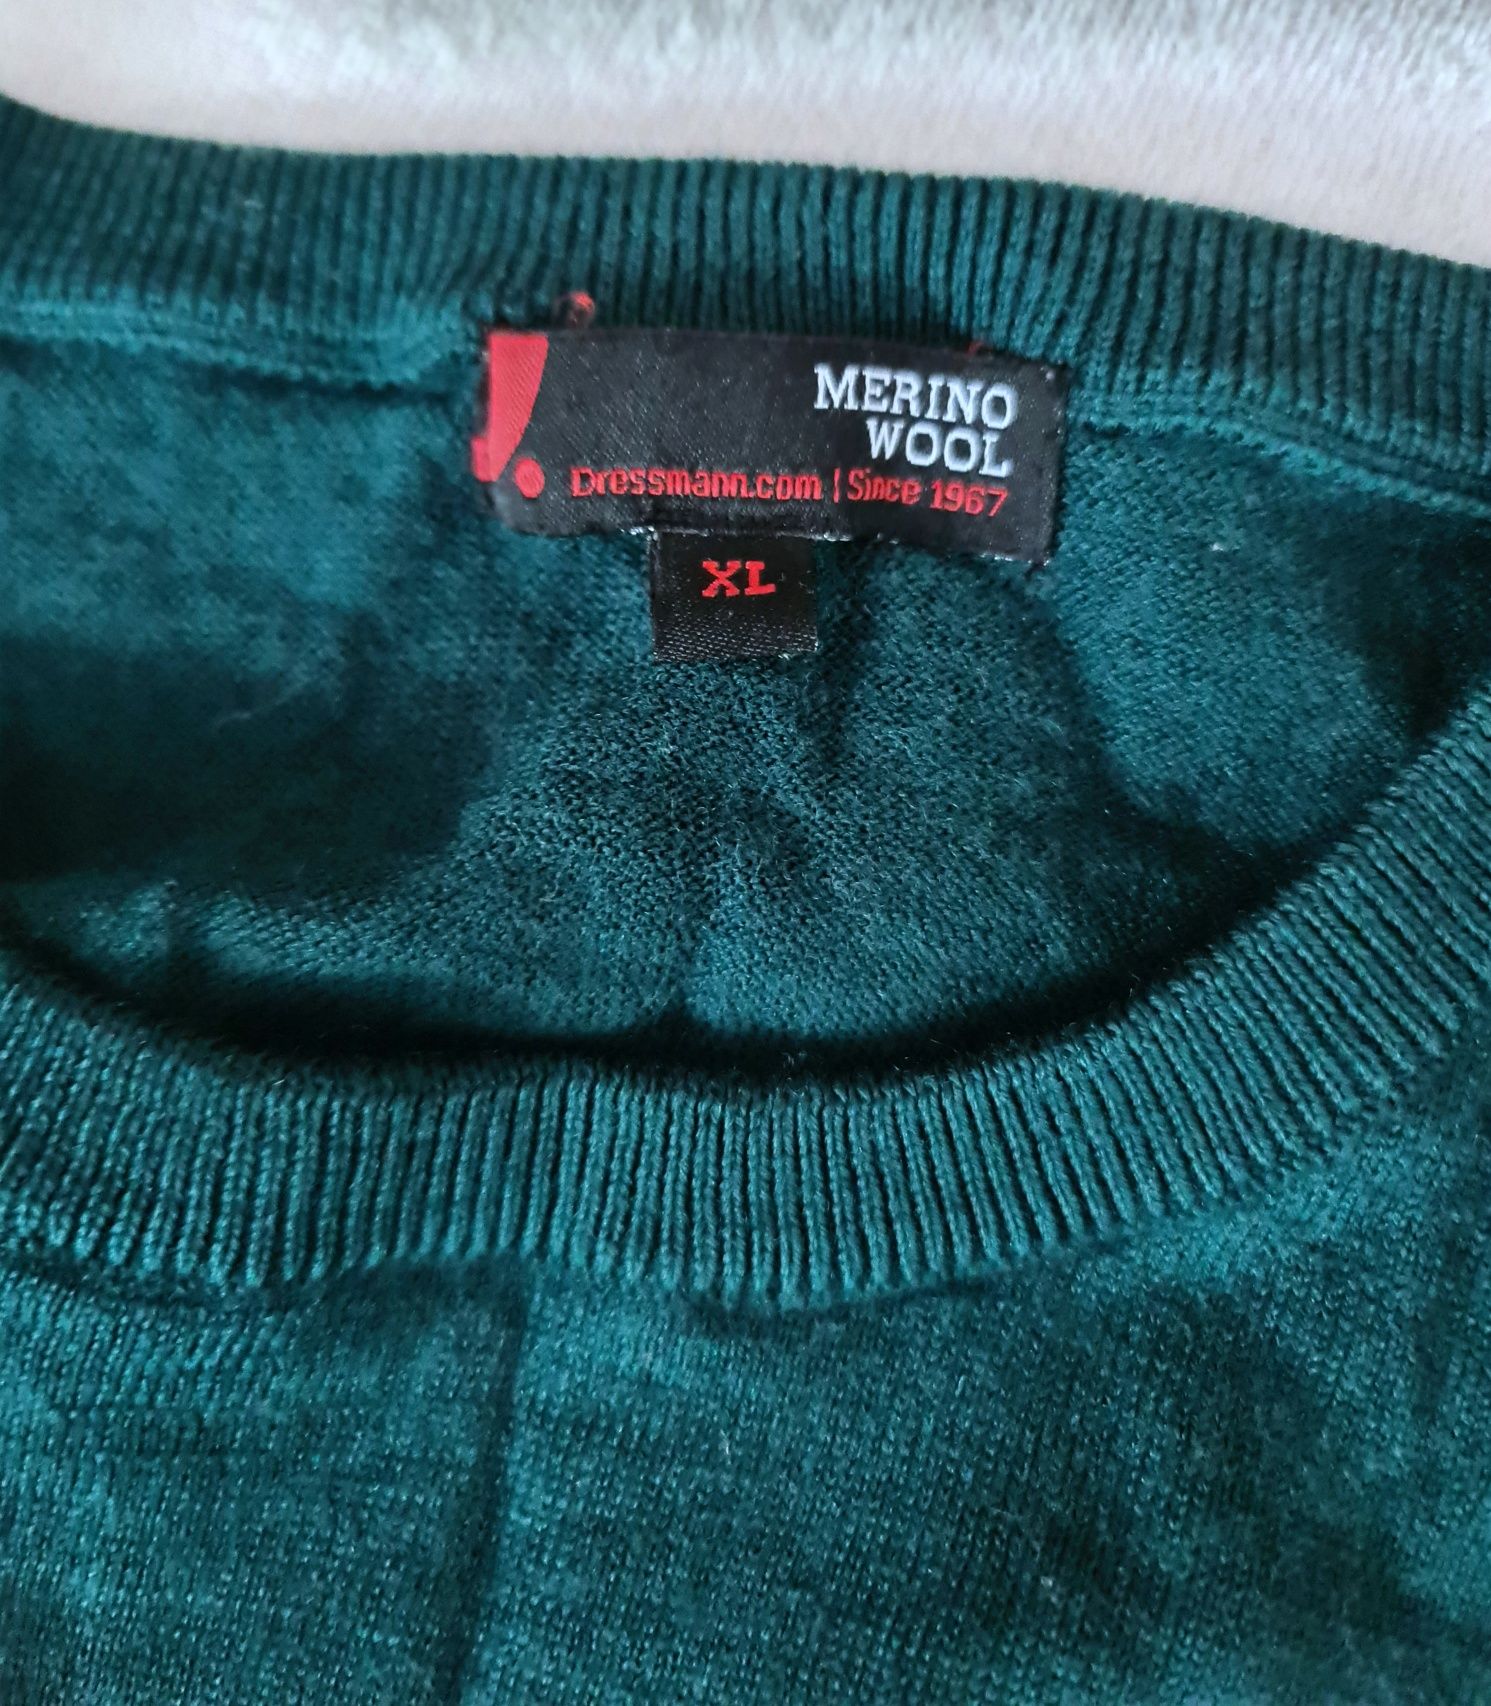 MERINO
WOOL
Dressmann.com | Since 1967
XL